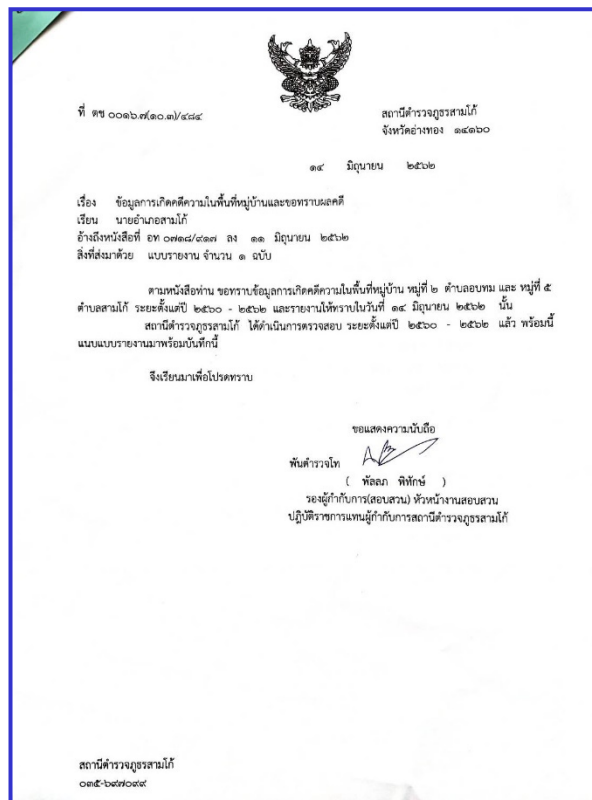 ที่ ตช ๐๐๑๖.๗(๑๐.๓)/๔๘๔
สถานีตำรวจภูธรสามโก้
จังหวัดอ่างทอง ๑๔๑๖๐
๑๔ มิถุนายน ๒๕๖๒
เรื่อง ข้อมูลการเกิดคดีความในพื้นที่หมู่บ้านและขอทราบผลคดี
เรียน นายอำเภอสามโก้
อ้างถึงหนังสือที่ อท ๐๗๑๘/๙๑๗ ลง ๑๑ มิถุนายน ๒๕๖๒
สิ่งที่ส่งมาด้วย แบบรายงาน จำนวน ๑ ฉบับ
ตามหนังสือท่าน ขอทราบข้อมูลการเกิดคดีความในพื้นที่หมู่บ้าน หมู่ที่ ๒ ตำบลอบทม และ หมู่ที่ ๕
ตำบลสามโก้ ระยะตั้งแต่ปี ๒๕๖๐ - ๒๕๖๒ และรายงานให้ทราบในวันที่ ๑๔ มิถุนายน ๒๕๖๒ นั้น
สถานีตำรวจภูธรสามโก้ ได้ดำเนินการตรวจสอบ ระยะตั้งแต่ปี ๒๕๖๐ - ๒๕๖๒ แล้ว พร้อมนี้
แนบแบบรายงานมาพร้อมบันทึกนี้
จึงเรียนมาเพื่อโปรดทราบ
ขอแสดงความนับถือ
พันตำรวจโท
( พัลลภ พิทักษ์ )
รองผู้กำกับการ(สอบสวน) หัวหน้างานสอบสวน
ปฏิบัติราชการแทนผู้กำกับการสถานีตำรวจภูธรสามโก้
สถานีตำรวจภูธรสามโก้
๐๓๕-๖๙๗๐๙๙